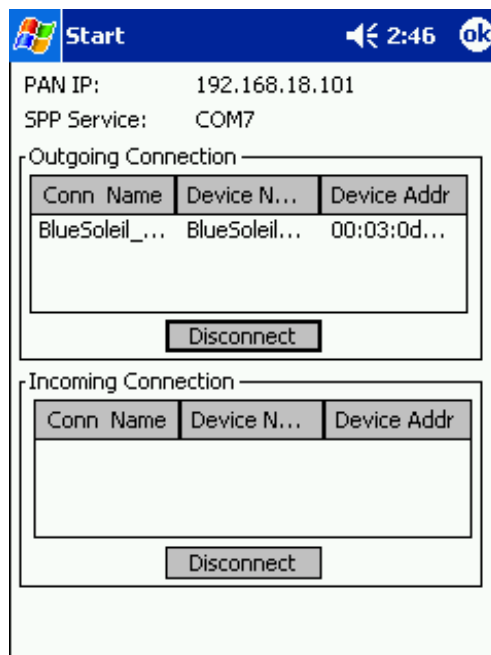 Start 2:46 ok
PAN IP: 192.168.18.101
SPP Service: COM7
Outgoing Connection
Conn Name Device N... Device Addr
BlueSoleil_... BlueSoleil... 00:03:0d...
Disconnect
Incoming Connection
Conn Name Device N... Device Addr
Disconnect